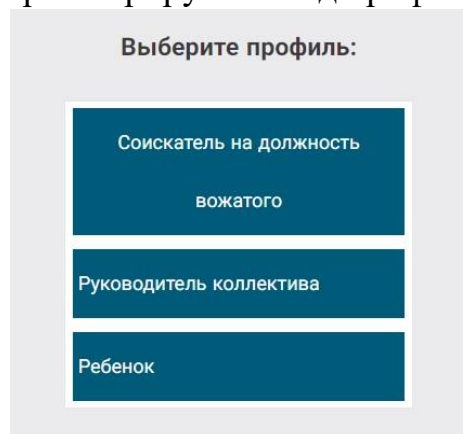 Выберите профиль:
Соискатель на должность
вожатого
Руководитель коллектива
Ребенок